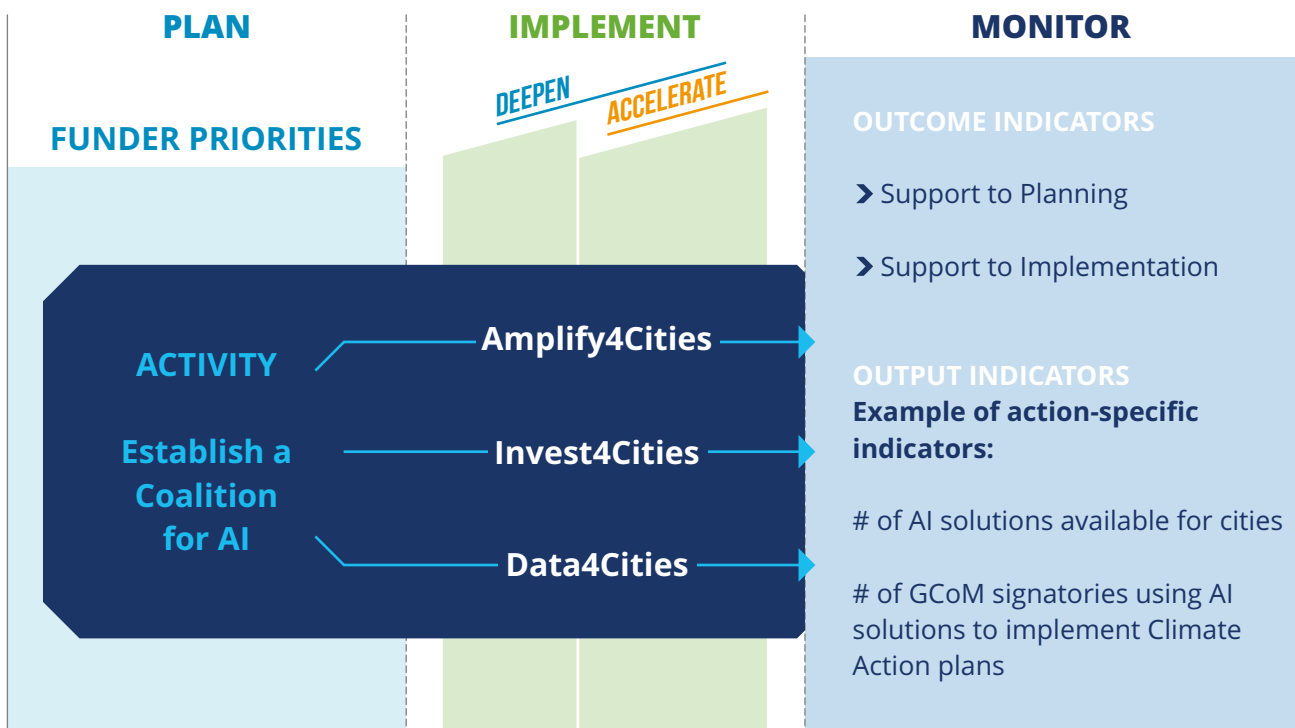 PLAN
FUNDER PRIORITIES
ACTIVITY
Establish a
Coalition
for AI
IMPLEMENT
DEEPEN
ACCELERATE
Amplify4Cities
Invest4Cities
Data4Cities
MONITOR
OUTCOME INDICATORS
Support to Planning
Support to Implementation
OUTPUT INDICATORS
Example of action-specific
indicators:
# of AI solutions available for cities
# of GCoM signatories using AI
solutions to implement Climate
Action plans